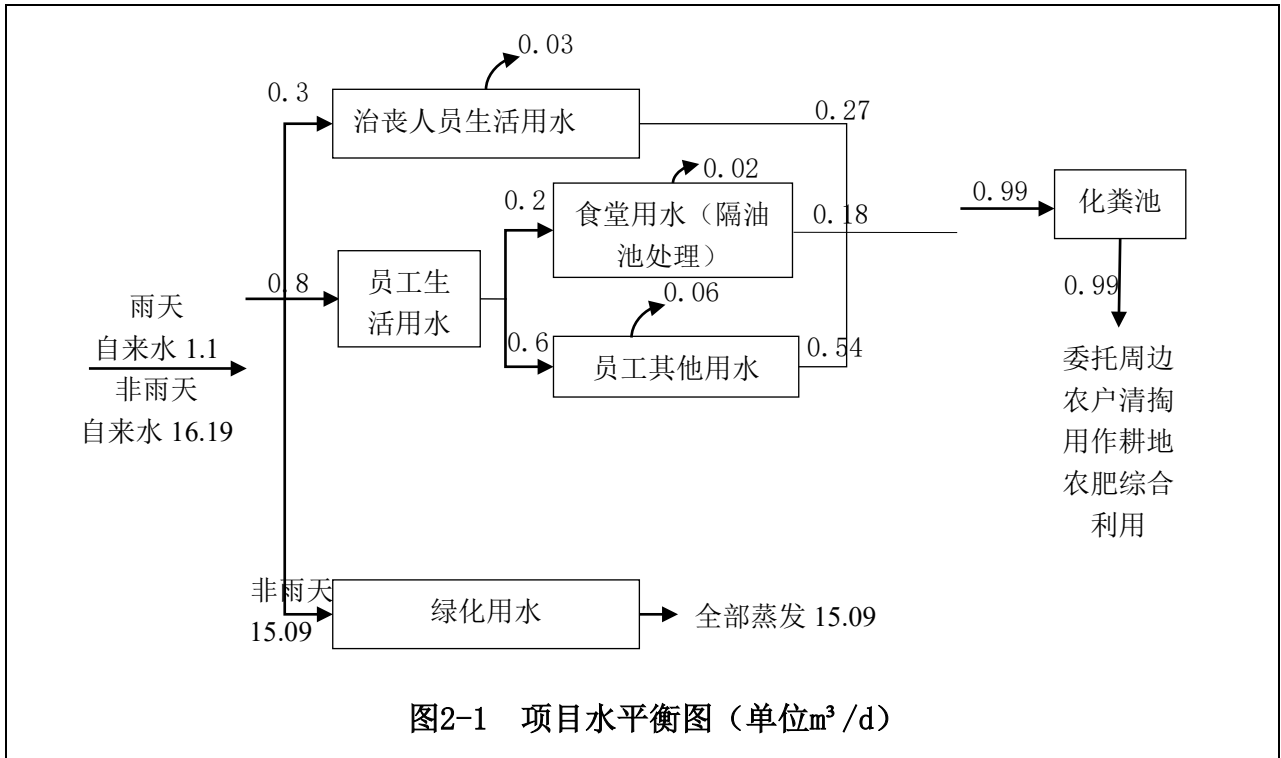 0.03
0.3
治丧人员生活用水
0.27
0.02
0.2
食堂用水（隔油
池处理）
0.18
0.99
化粪池
0.8
员工生
活用水
0.06
0.6
员工其他用水
0.54
0.99
委托周边
农户清掏
用作耕地
农肥综合
利用
雨天
自来水 1.1
非雨天
自来水 16.19
非雨天
15.09
绿化用水
全部蒸发 15.09
图2-1 项目水平衡图（单位m³/d）